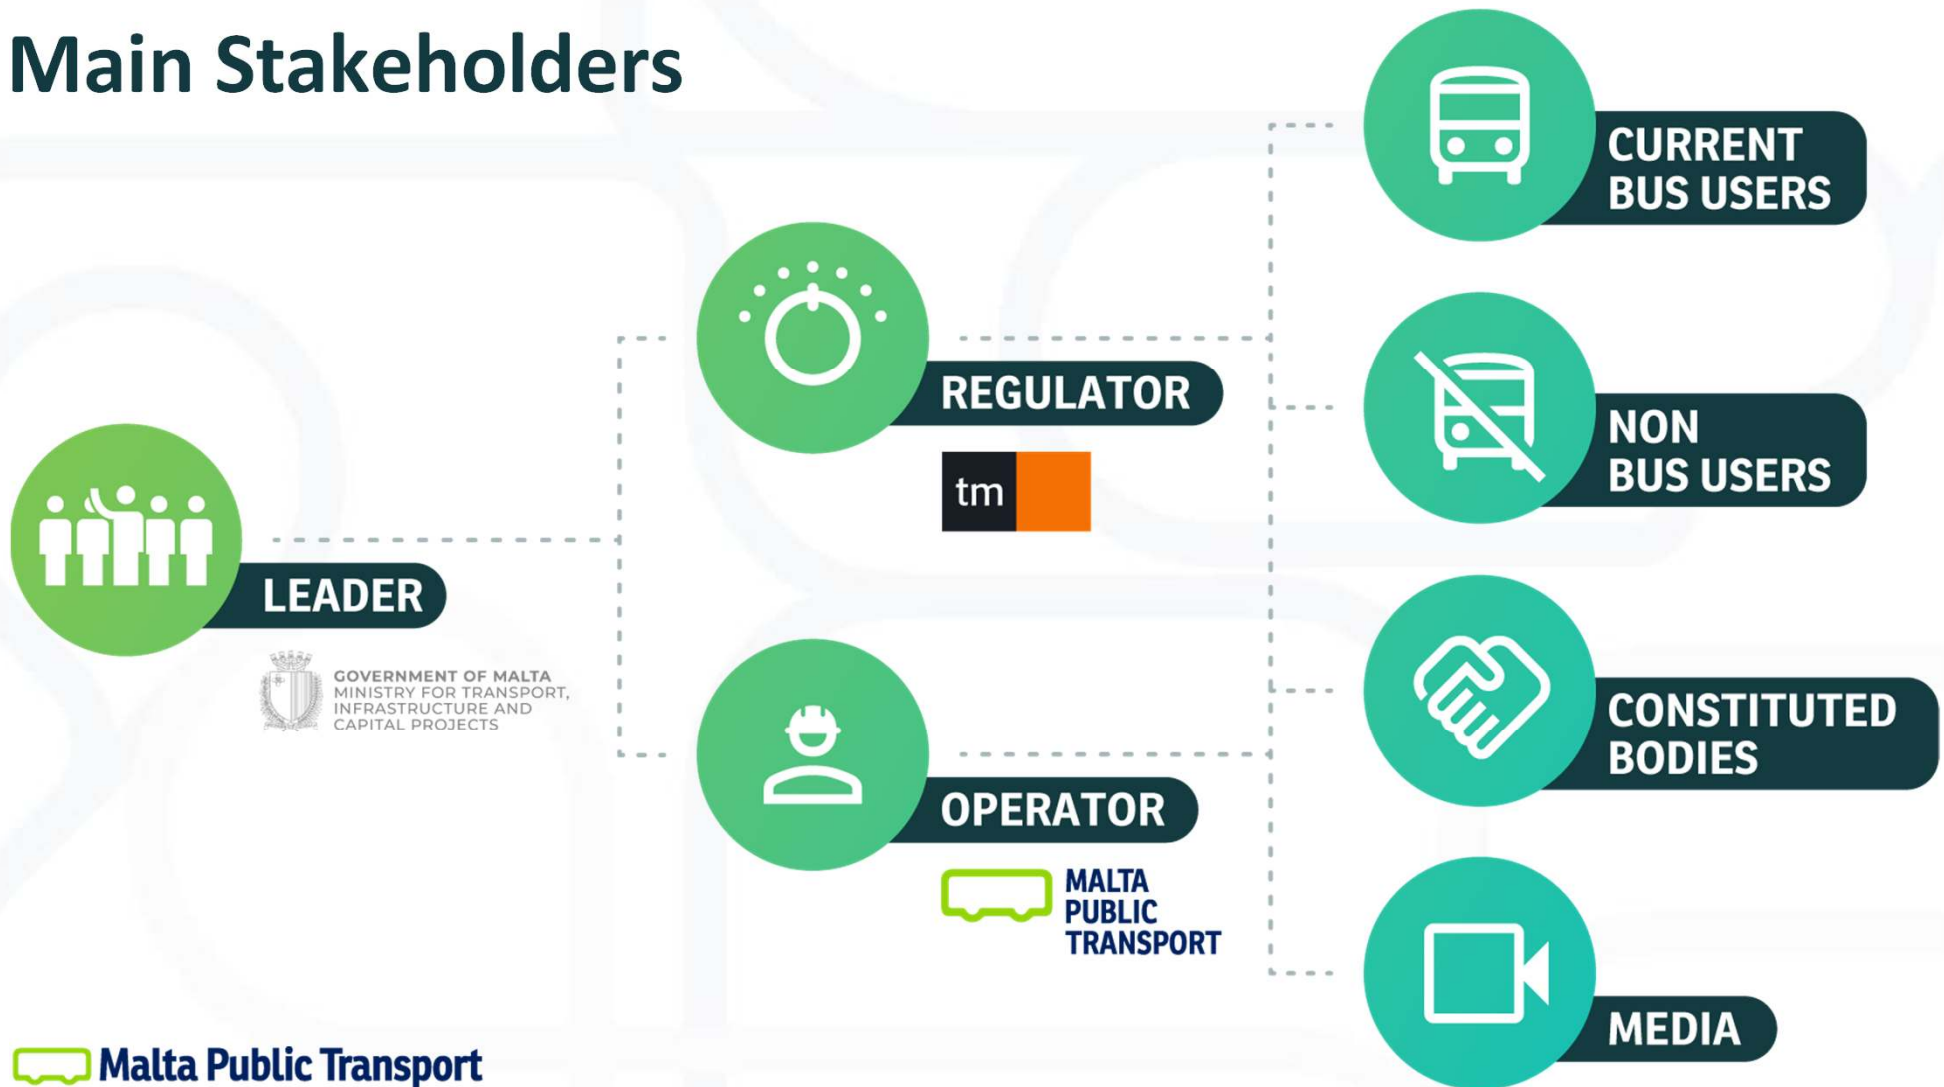 Main Stakeholders
CURRENT
BUS USERS
REGULATOR
tm
NON
BUS USERS
LEADER
GOVERNMENT OF MALTA
MINISTRY FOR TRANSPORT,
INFRASTRUCTURE AND
CAPITAL PROJECTS
CONSTITUTED
BODIES
OPERATOR
MALTA
PUBLIC
TRANSPORT
MEDIA
Malta Public Transport